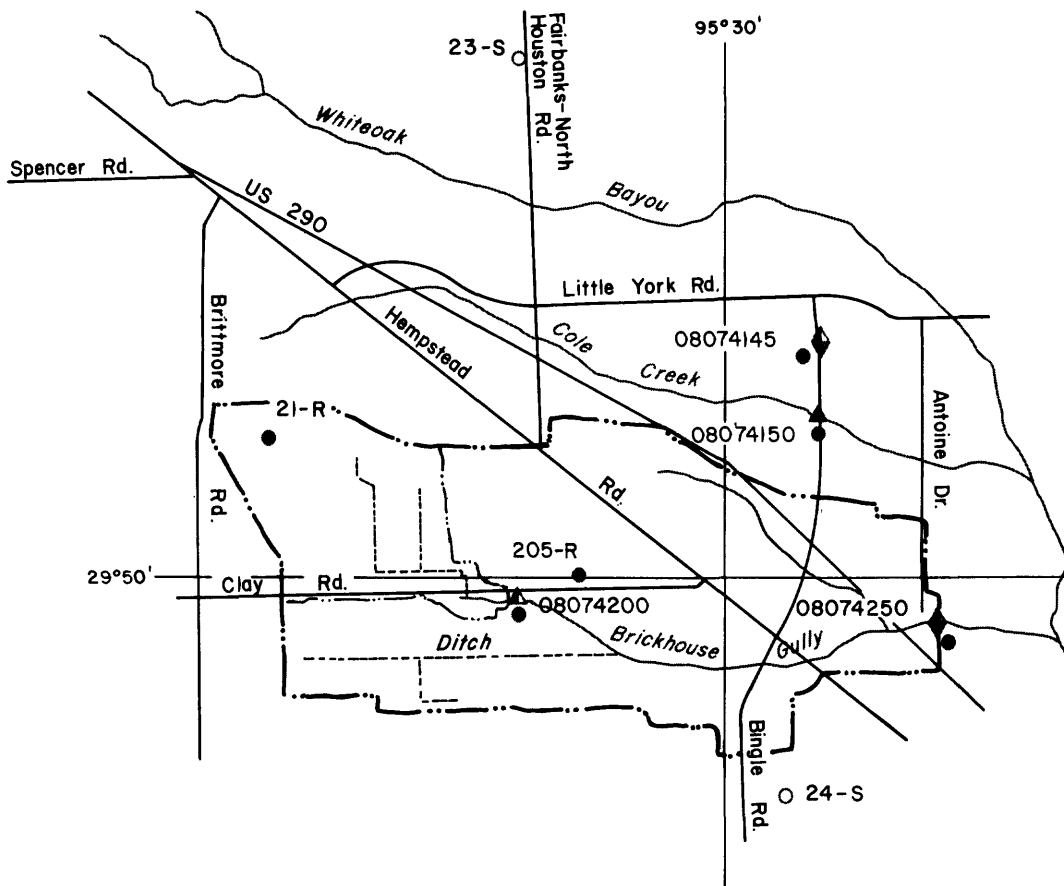 95°30'
23-S
Fairbanks-North
Houston Rd.
Whiteoak
Bayou
Spencer Rd.
US 290
Little York Rd.
Brittmore
Rd.
Hempstead
Rd.
Cole
Creek
08074145
08074150
Antoine
Dr.
21-R
205-R
29°50'
Clay Rd.
08074200
08074250
Ditch
Brickhouse
Gully
Bingle Rd.
24-S